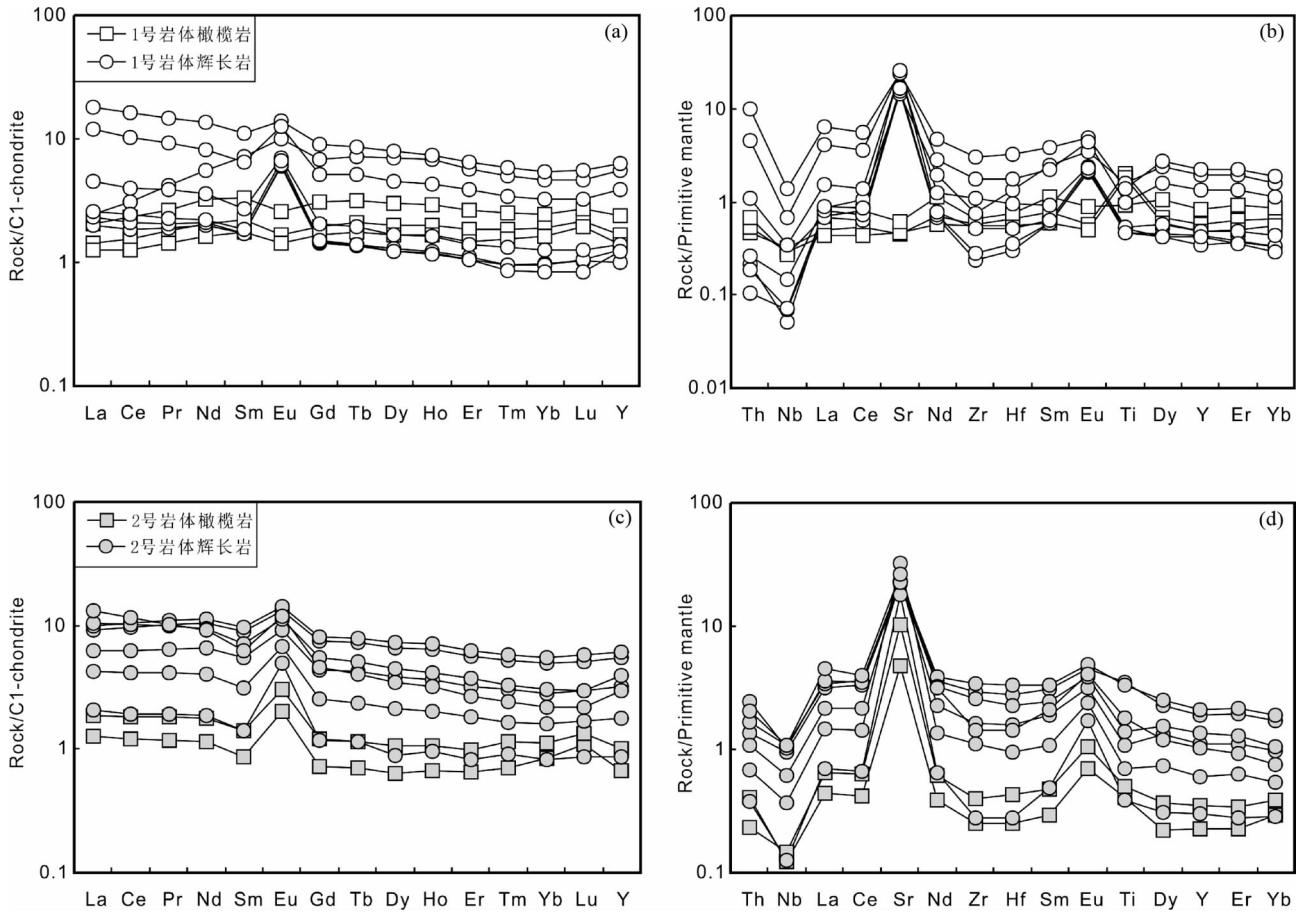 (a)
100
10
1
0.1
Rock/C1-chondrite
1号岩体橄榄岩
1号岩体辉长岩
La Ce Pr Nd Sm Eu Gd Tb Dy Ho Er Tm Yb Lu Y
(b)
100
10
1
0.1
0.01
Rock/Primitive mantle
Th Nb La Ce Sr Nd Zr Hf Sm Eu Ti Dy Y Er Yb
(c)
100
10
1
0.1
Rock/C1-chondrite
2号岩体橄榄岩
2号岩体辉长岩
La Ce Pr Nd Sm Eu Gd Tb Dy Ho Er Tm Yb Lu Y
(d)
100
10
1
0.1
Rock/Primitive mantle
Th Nb La Ce Sr Nd Zr Hf Sm Eu Ti Dy Y Er Yb